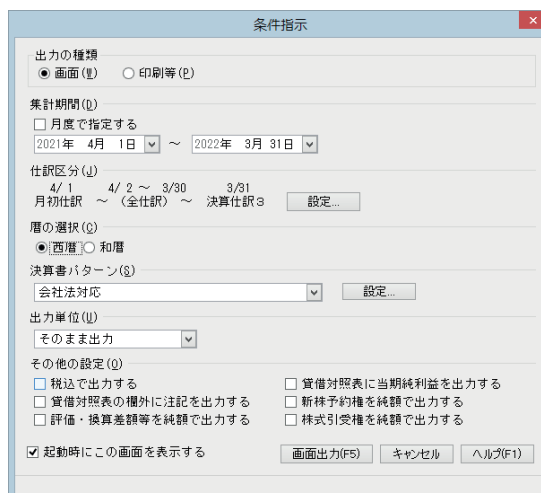 条件指示
出力の種類
画面(W) 印刷等(P)
集計期間(D)
月度で指定する
2021年 4月 1日 ～ 2022年 3月 31日
仕訳区分(J)
4/ 1 4/ 2 ～ 3/30 3/31
月初仕訳 ～ (全仕訳) ～ 決算仕訳3 設定...
暦の選択(C)
西暦 和暦
決算書パターン(S)
会社法対応 設定...
出力単位(U)
そのまま出力
その他の設定(O)
税込で出力する 貸借対照表に当期純利益を出力する
貸借対照表の欄外に注記を出力する 新株予約権を純額で出力する
評価・換算差額等を純額で出力する 株式引受権を純額で出力する
起動時にこの画面を表示する 画面出力(F5) キャンセル ヘルプ(F1)